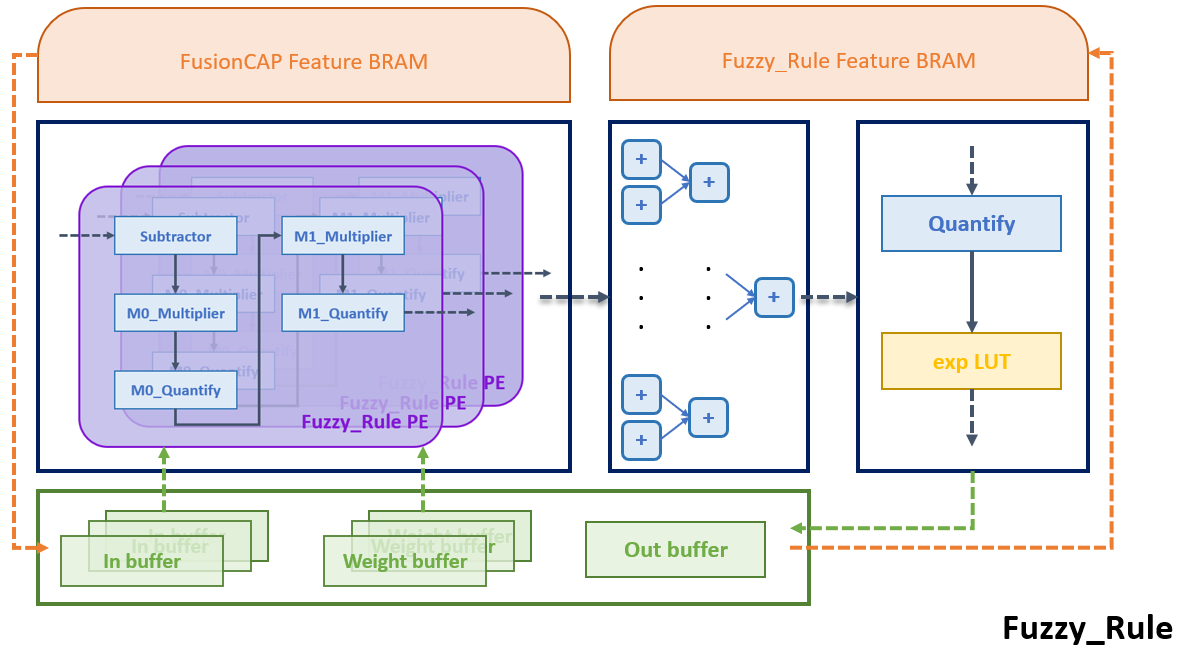 FusionCAP Feature BRAM
Fuzzy_Rule Feature BRAM
Subtractor
M1_Multiplier
M0_Multiplier
M1_Quantify
M0_Quantify
Fuzzy_Rule PE
Fuzzy_Rule PE
Fuzzy_Rule PE
+
+
+
+
+
+
+
Quantify
exp LUT
In buffer
In buffer
In buffer
Weight buffer
Weight buffer
Weight buffer
Out buffer
Fuzzy_Rule